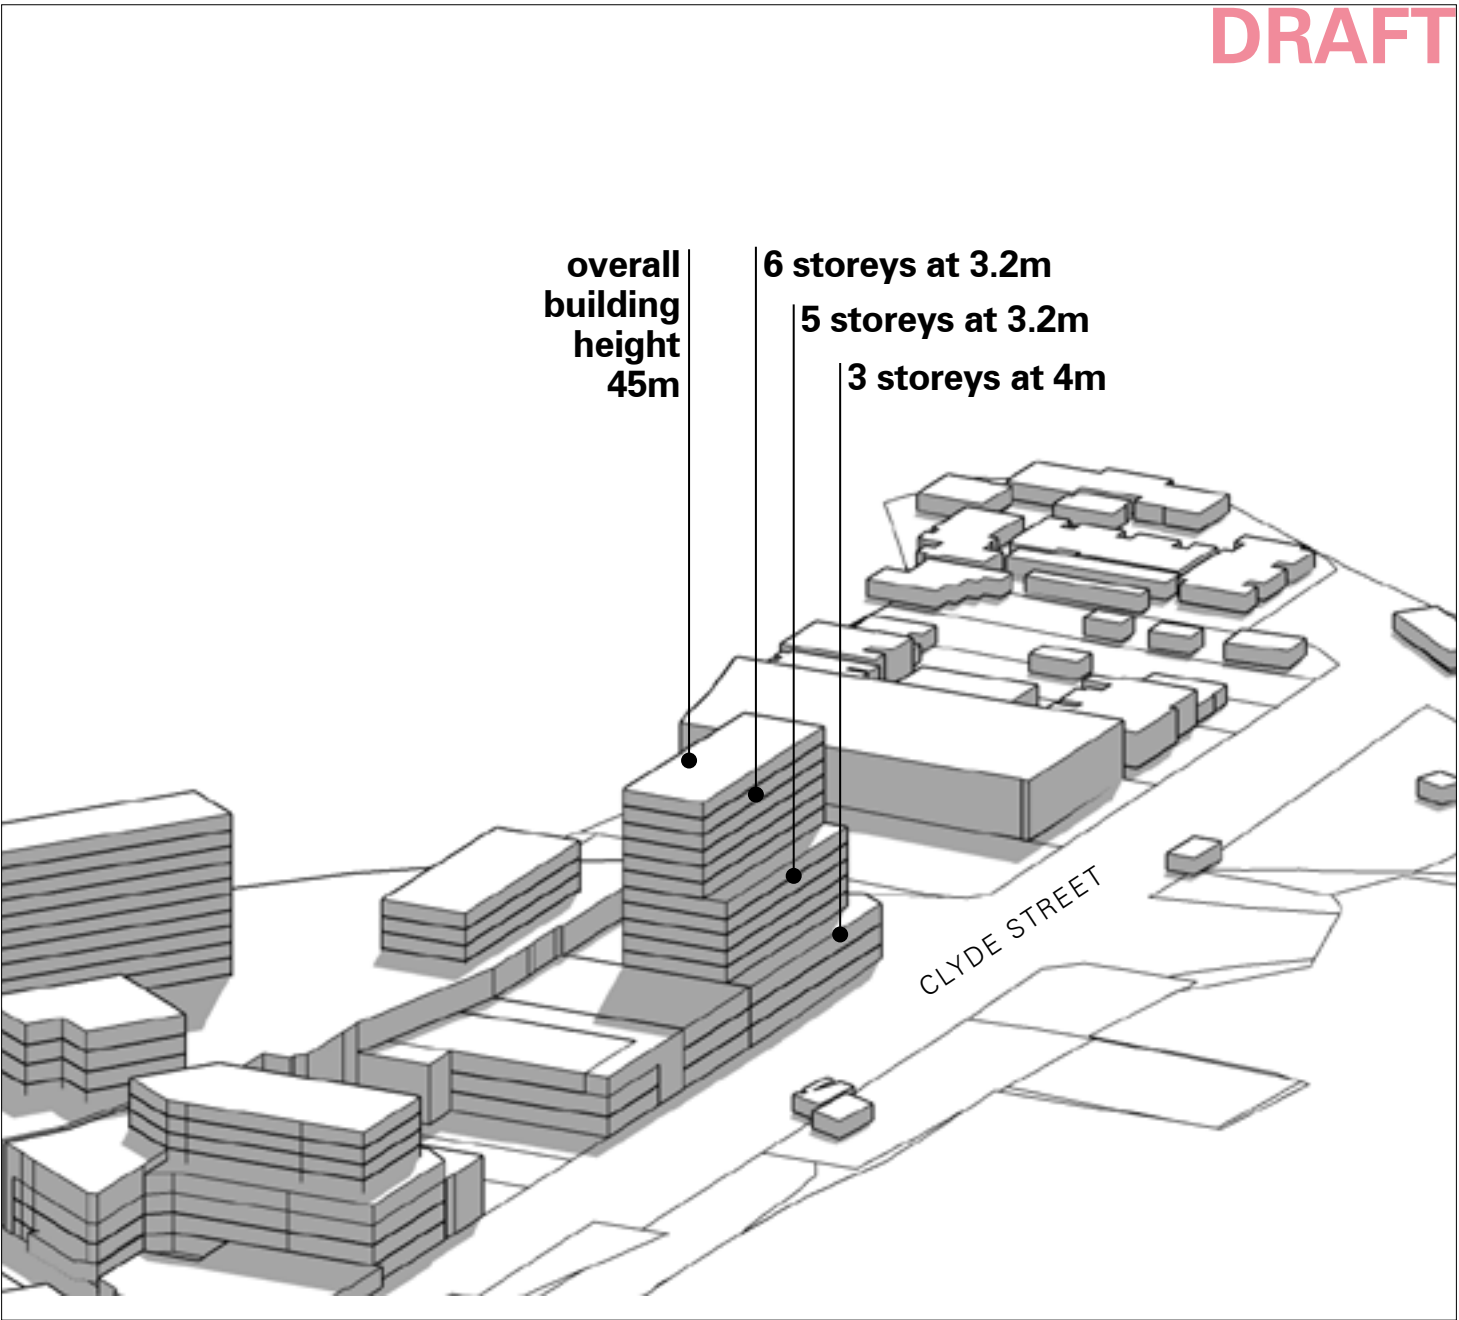 DRAFT
overall
building
height
45m
6 storeys at 3.2m
5 storeys at 3.2m
3 storeys at 4m
CLYDE STREET